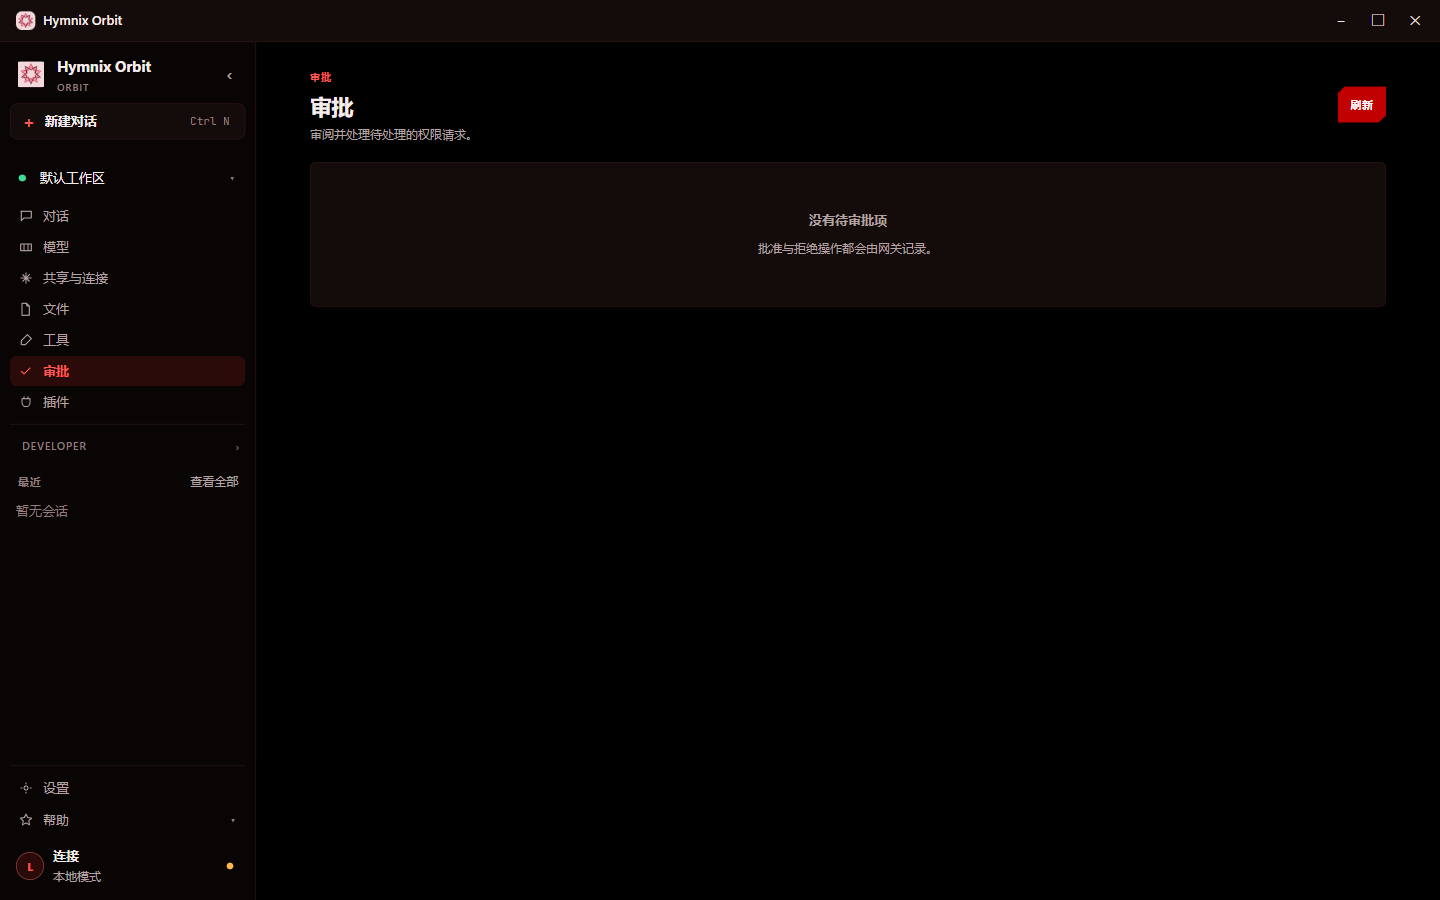 Hymnix Orbit
Hymnix Orbit
ORBIT
+ 新建对话 Ctrl N
默认工作区
对话
模型
共享与连接
文件
工具
审批
插件
DEVELOPER
最近 查看全部
暂无会话
设置
帮助
L 连接
本地模式
审批
审批
审阅并处理待处理的权限请求。
刷新
没有待审批项
批准与拒绝操作都会由网关记录。